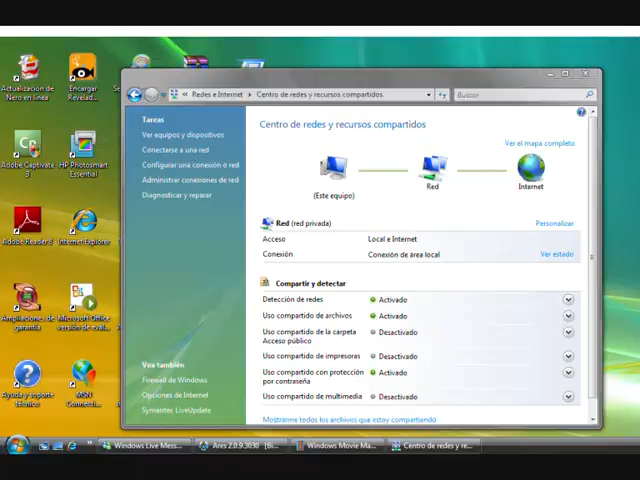 Actualización de
Nero en línea
Encargar
Revelad...
Adobe Captivate
3
HP Photosmart
Essential
Adobe Reader 8
Internet Explorer
Ampliaciones de
garantía
Microsoft Office
versión de eval...
Ayuda y soporte
técnico
MSN
Connecti...
Redes e Internet
Centro de redes y recursos compartidos
Buscar
Tareas
Ver equipos y dispositivos
Conectarse a una red
Configurar una conexión o red
Administrar conexiones de red
Diagnosticar y reparar
Vea también
Firewall de Windows
Opciones de Internet
Symantec LiveUpdate
Centro de redes y recursos compartidos
Ver el mapa completo
(Este equipo)
Red
Internet
Red (red privada)
Personalizar
Acceso
Local e Internet
Conexión
Conexión de área local
Ver estado
Compartir y detectar
Detección de redes
Activado
Uso compartido de archivos
Activado
Uso compartido de la carpeta
Acceso público
Desactivado
Uso compartido de impresoras
Desactivado
Uso compartido con protección
por contraseña
Activado
Uso compartido de multimedia
Desactivado
Mostrarme todos los archivos que estoy compartiendo
Windows Live Mess...
Ares 2.0.9.3030
Windows Movie Ma...
Centro de redes y re...